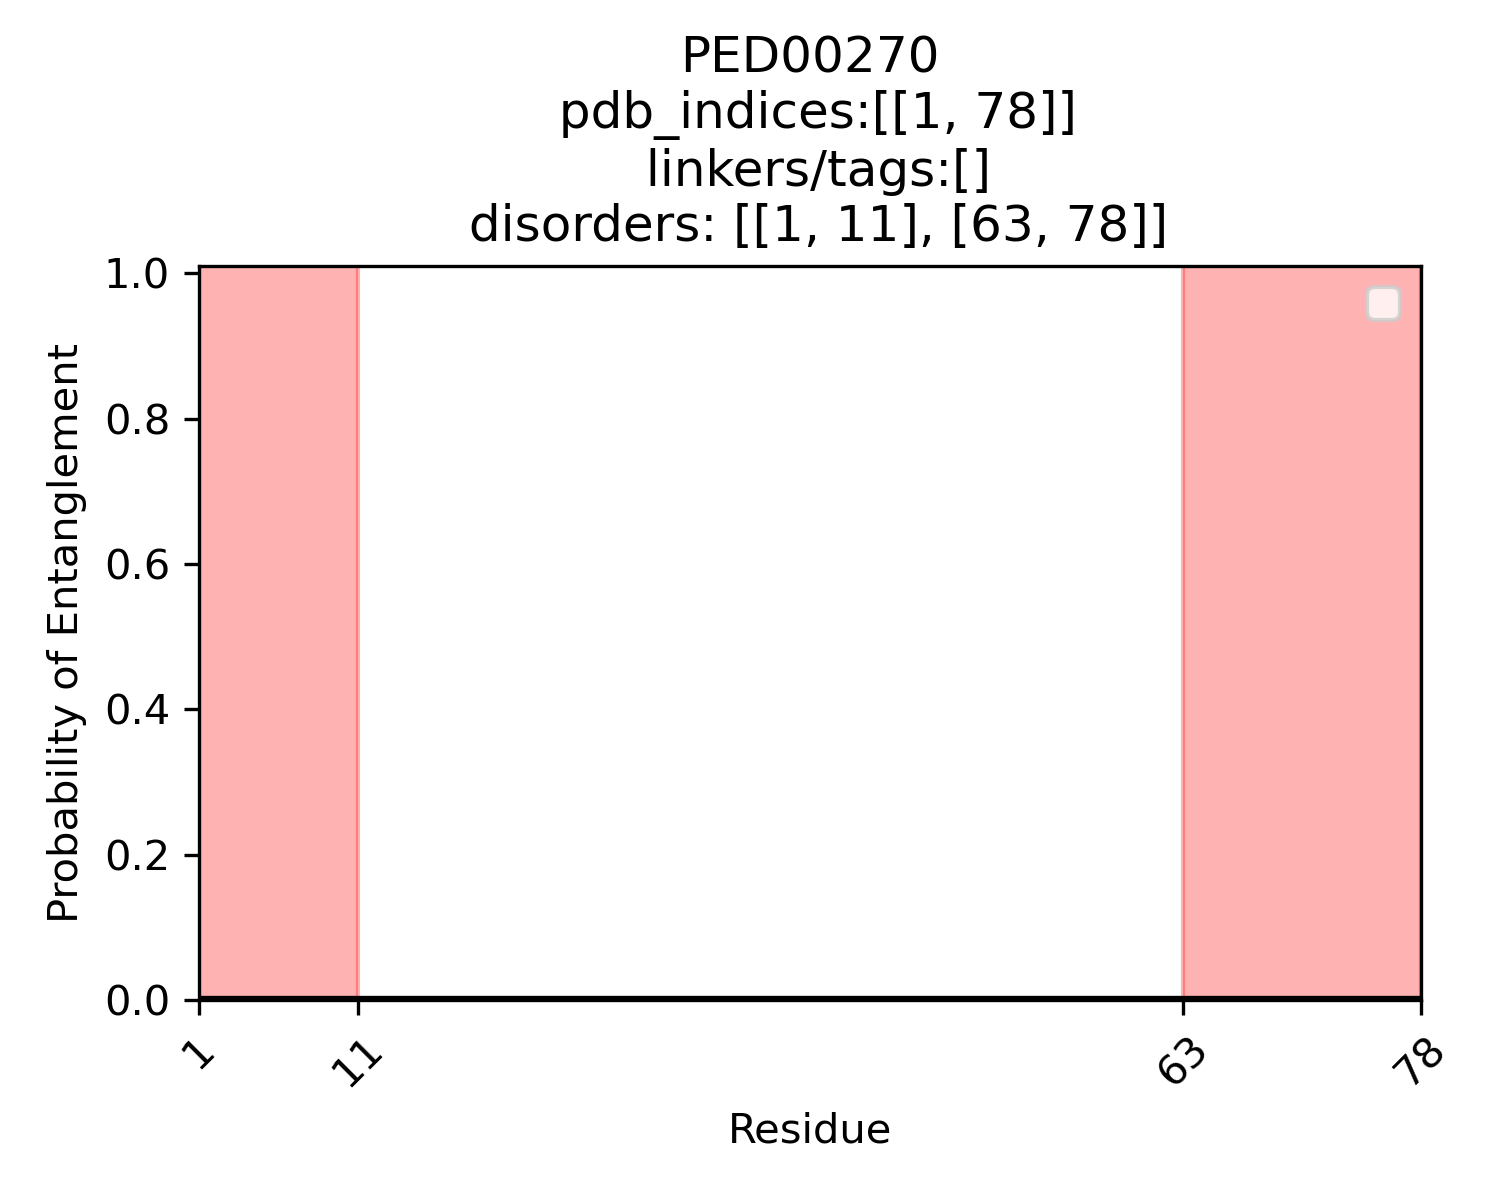 PED00270
pdb_indices:[[1, 78]]
linkers/tags:[]
disorders: [[1, 11], [63, 78]]
1.0
0.8
0.6
0.4
0.2
0.0
Probability of Entanglement
1
11
63
78
Residue